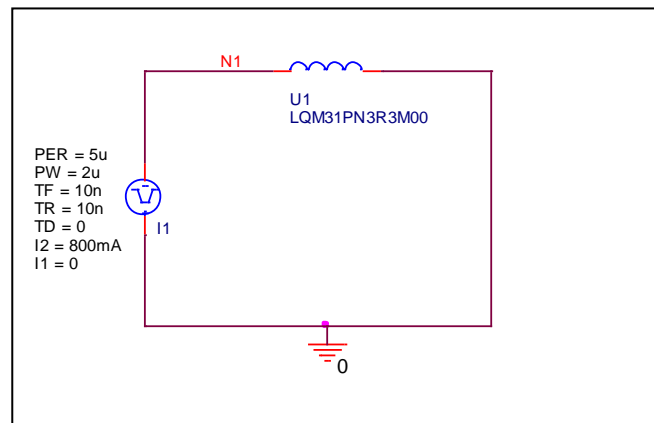 N1
U1
LQM31PN3R3M00
PER = 5u
PW = 2u
TF = 10n
TR = 10n
TD = 0
I2 = 800mA
I1 = 0
I1
0